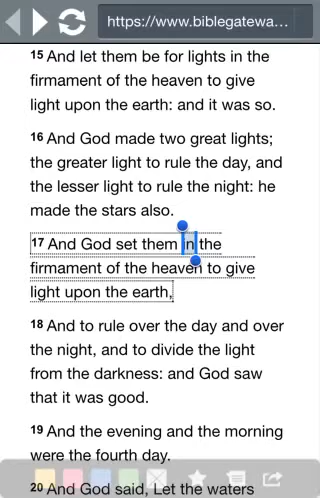 https://www.biblegatewa...
15 And let them be for lights in the
firmament of the heaven to give
light upon the earth: and it was so.
16 And God made two great lights;
the greater light to rule the day, and
the lesser light to rule the night: he
made the stars also.
17 And God set them in the
firmament of the heaven to give
light upon the earth,
18 And to rule over the day and over
the night, and to divide the light
from the darkness: and God saw
that it was good.
19 And the evening and the morning
were the fourth day.
20 And God said, Let the waters